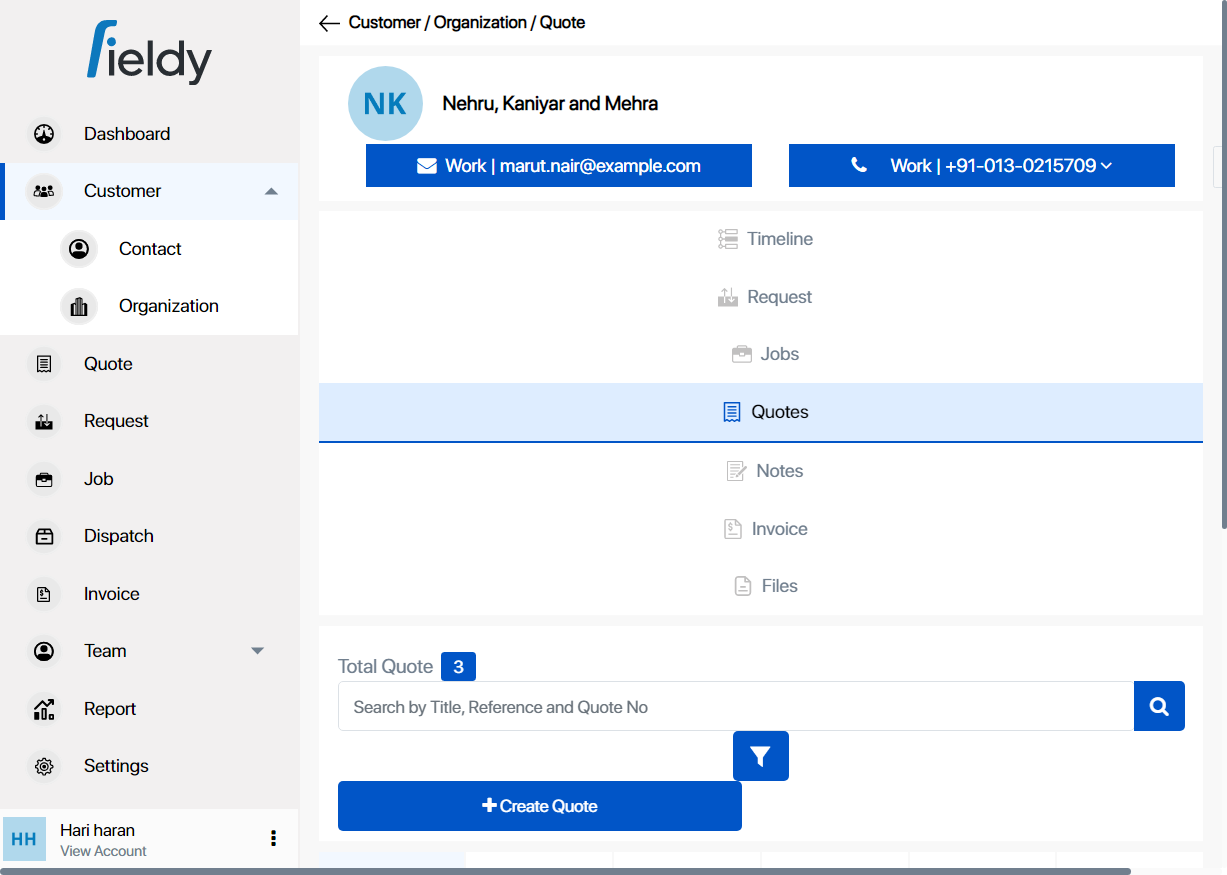 fieldy
Dashboard
Customer
Contact
Organization
Quote
Request
Job
Dispatch
Invoice
Team
Report
Settings
HH
Hari haran
View Account
Customer / Organization / Quote
NK
Nehru, Kaniyar and Mehra
Work | marut.nair@example.com
Work | +91-013-0215709
Timeline
Request
Jobs
Quotes
Notes
Invoice
Files
Total Quote 3
Search by Title, Reference and Quote No
Create Quote